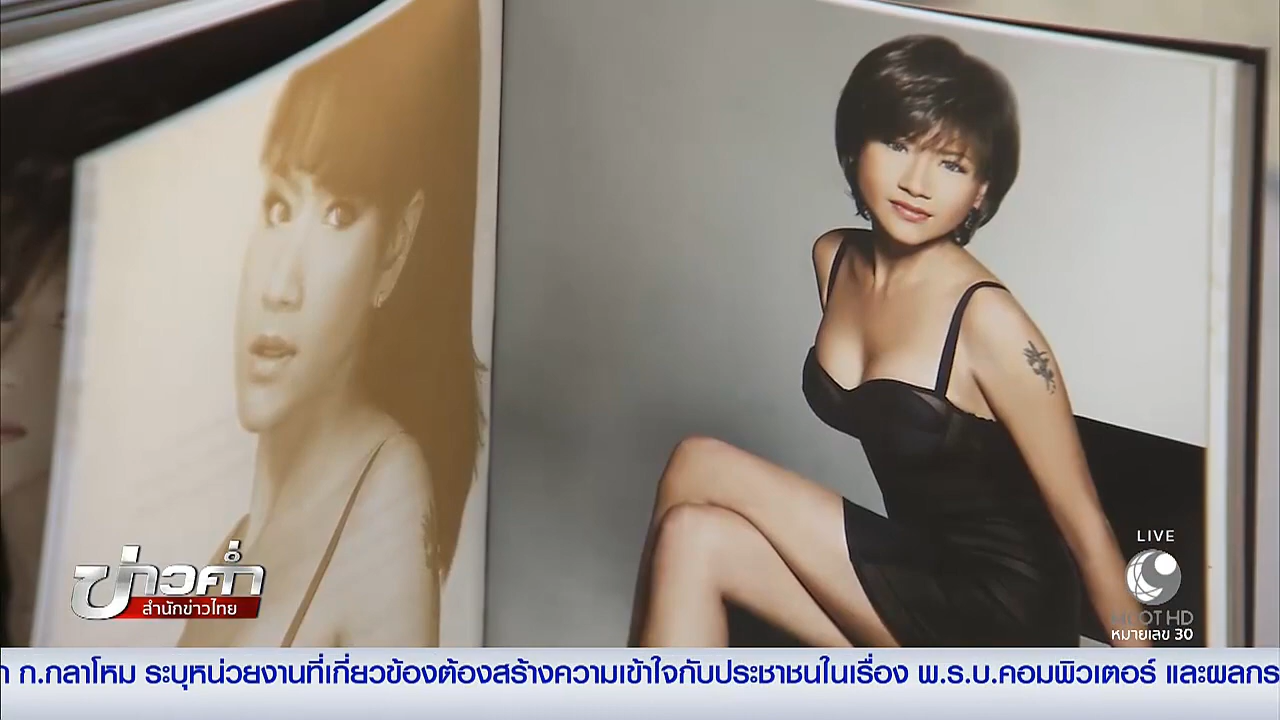 ข่าวค่ำ
สำนักข่าวไทย
LIVE
MCOT HD
หมายเลข 30
ก ก.กลาโหม ระบุหน่วยงานที่เกี่ยวข้องต้องสร้างความเข้าใจกับประชาชนในเรื่อง พ.ร.บ.คอมพิวเตอร์ และผลกร